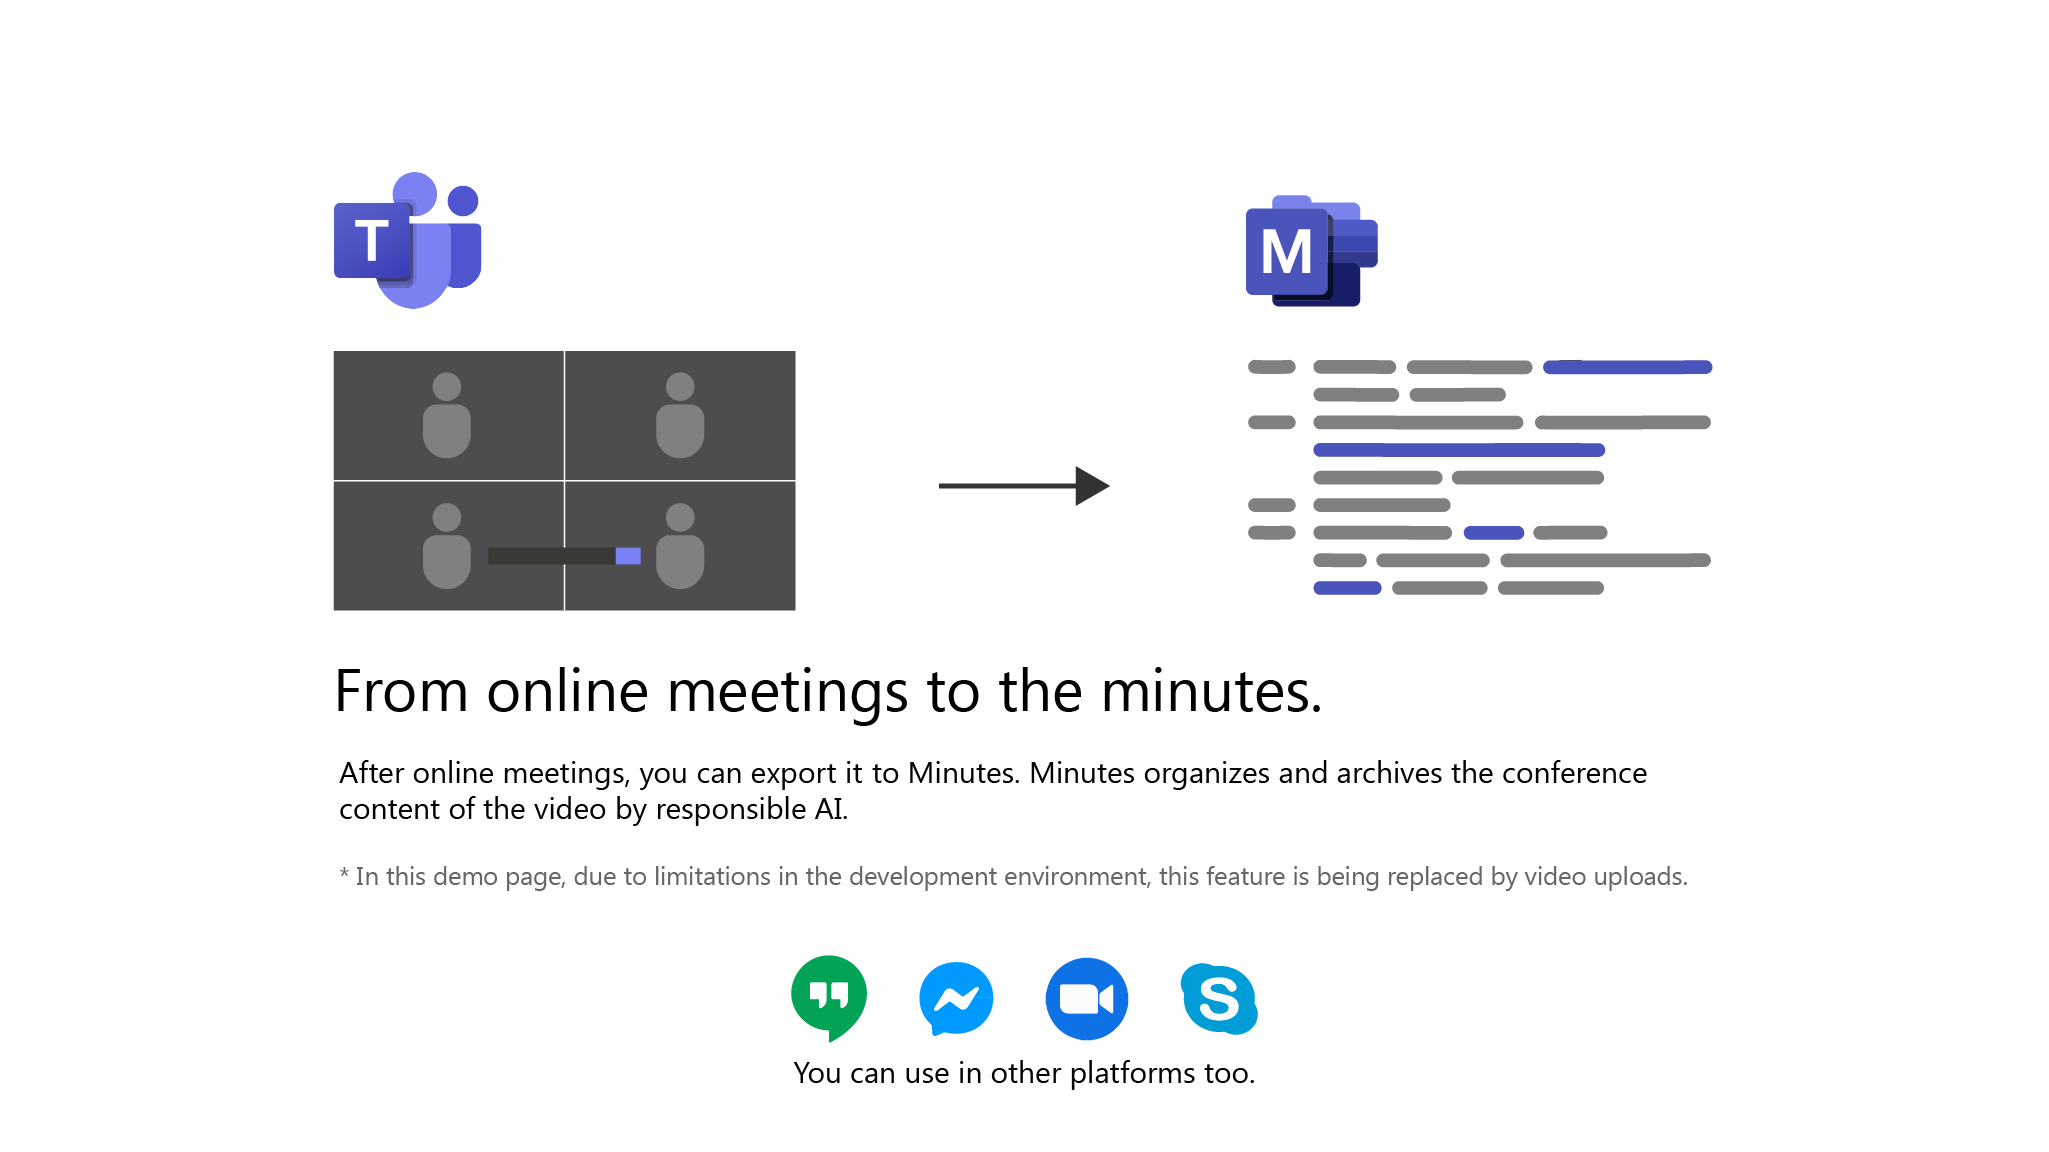 T
M
From online meetings to the minutes.
After online meetings, you can export it to Minutes. Minutes organizes and archives the conference
content of the video by responsible AI.
* In this demo page, due to limitations in the development environment, this feature is being replaced by video uploads.
S
You can use in other platforms too.